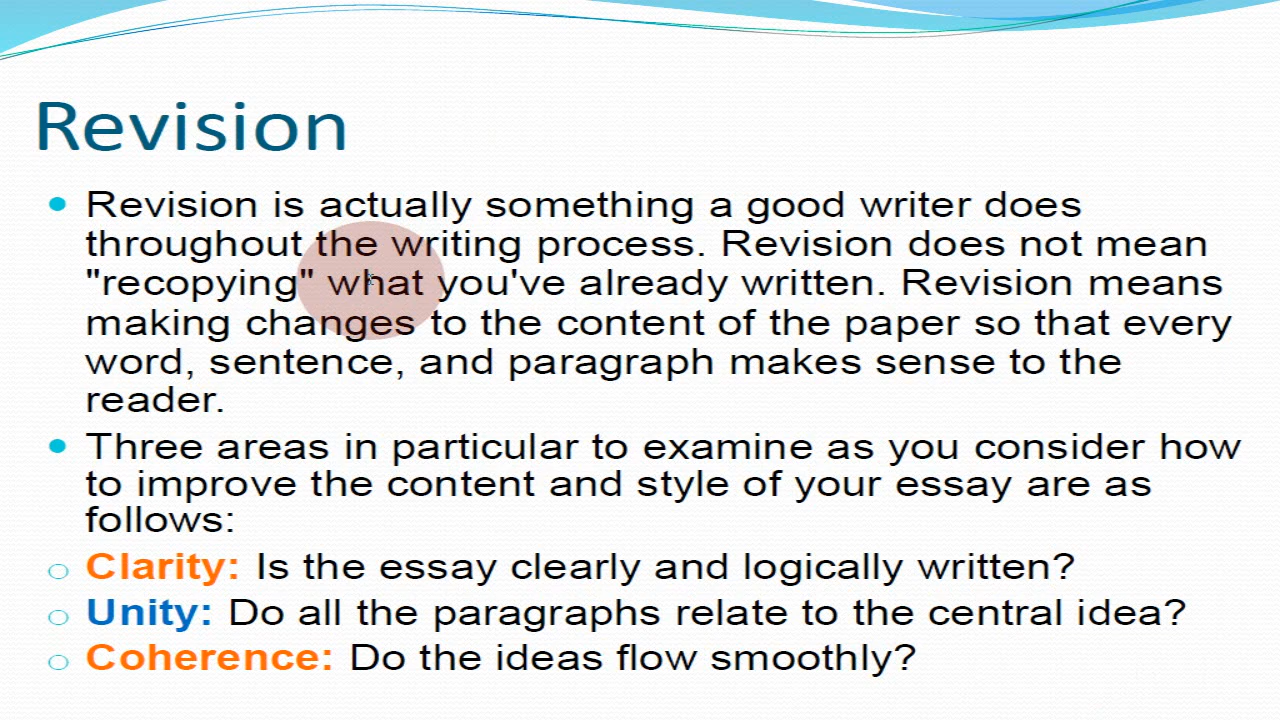 Revision
Revision is actually something a good writer does
throughout the writing process. Revision does not mean
"recopying" what you've already written. Revision means
making changes to the content of the paper so that every
word, sentence, and paragraph makes sense to the
reader.
Three areas in particular to examine as you consider how
to improve the content and style of your essay are as
follows:
Clarity: Is the essay clearly and logically written?
Unity: Do all the paragraphs relate to the central idea?
Coherence: Do the ideas flow smoothly?